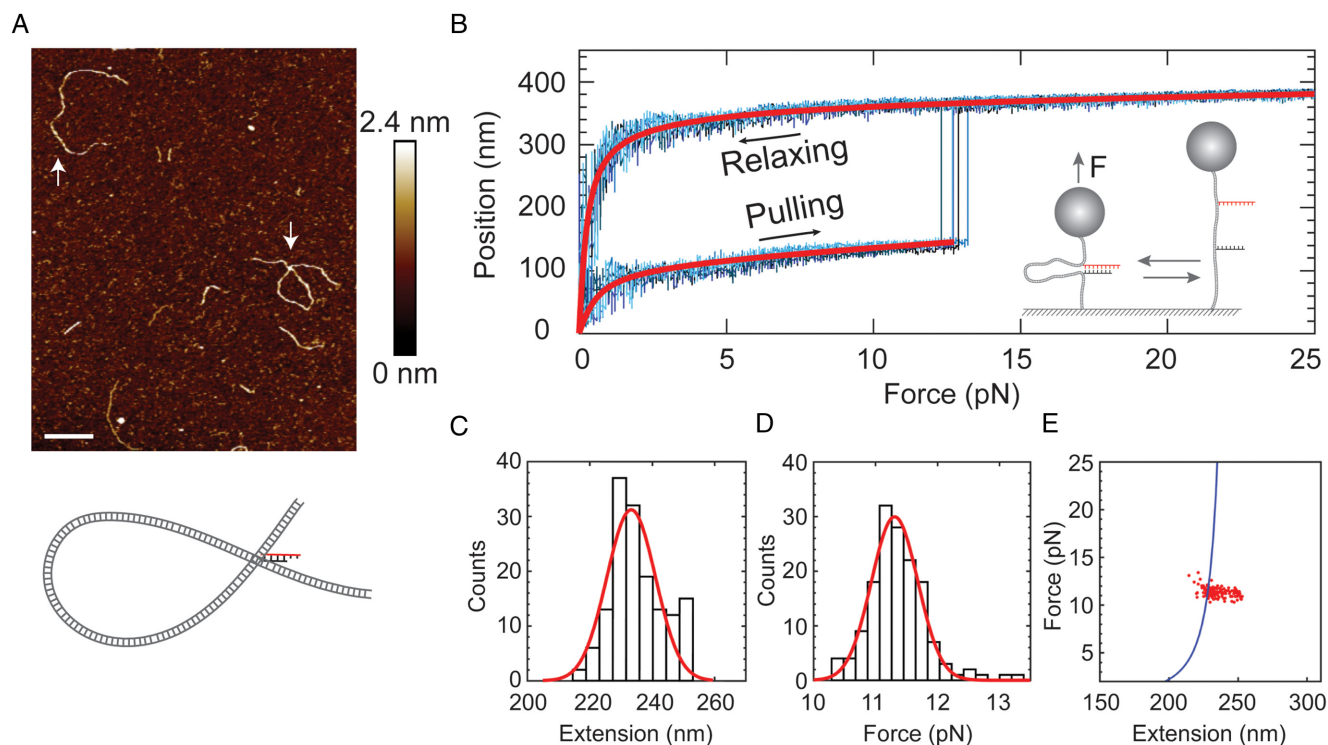 A
2.4 nm
0 nm
B
Position (nm)
400
300
200
100
0
Relaxing
Pulling
F
0 5 10 15 20 25
Force (pN)
C
Counts
40
30
20
10
0
200 220 240 260
Extension (nm)
D
Counts
40
30
20
10
0
10 11 12 13
Force (pN)
E
Force (pN)
25
20
15
10
5
150 200 250 300
Extension (nm)